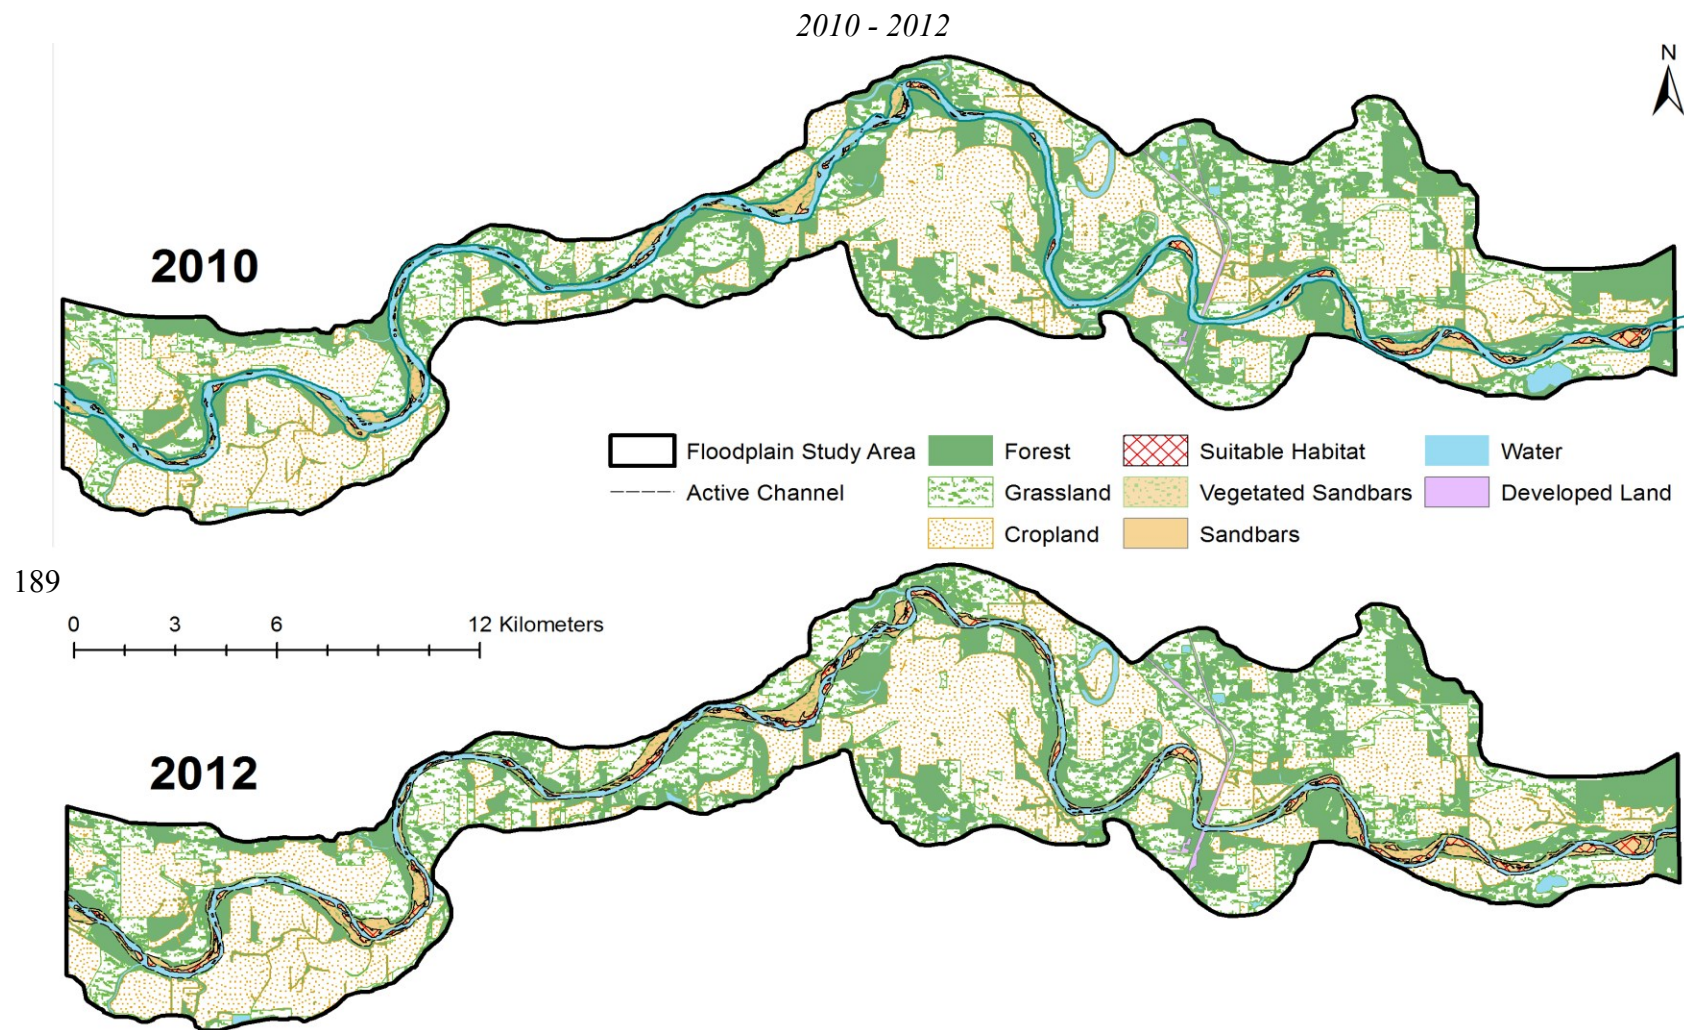 2010 - 2012
N
2010
Floodplain Study Area
Forest
Suitable Habitat
Water
Active Channel
Grassland
Vegetated Sandbars
Developed Land
Cropland
Sandbars
189
0 3 6 12 Kilometers
2012